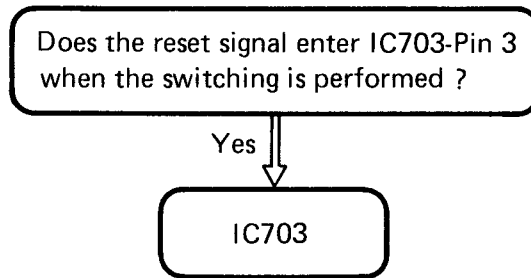 Does the reset signal enter IC703-Pin 3
when the switching is performed ?
Yes
IC703